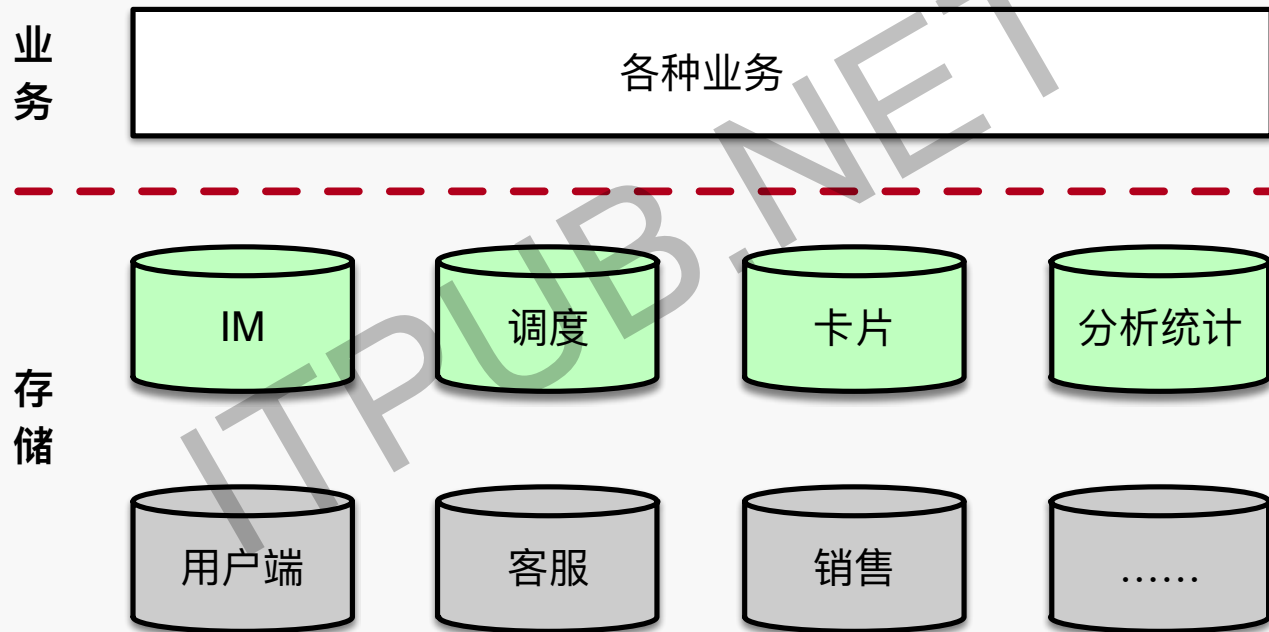 业
务
各种业务
IM
调度
卡片
分析统计
存
储
用户端
客服
销售
……
ITPUB.NET